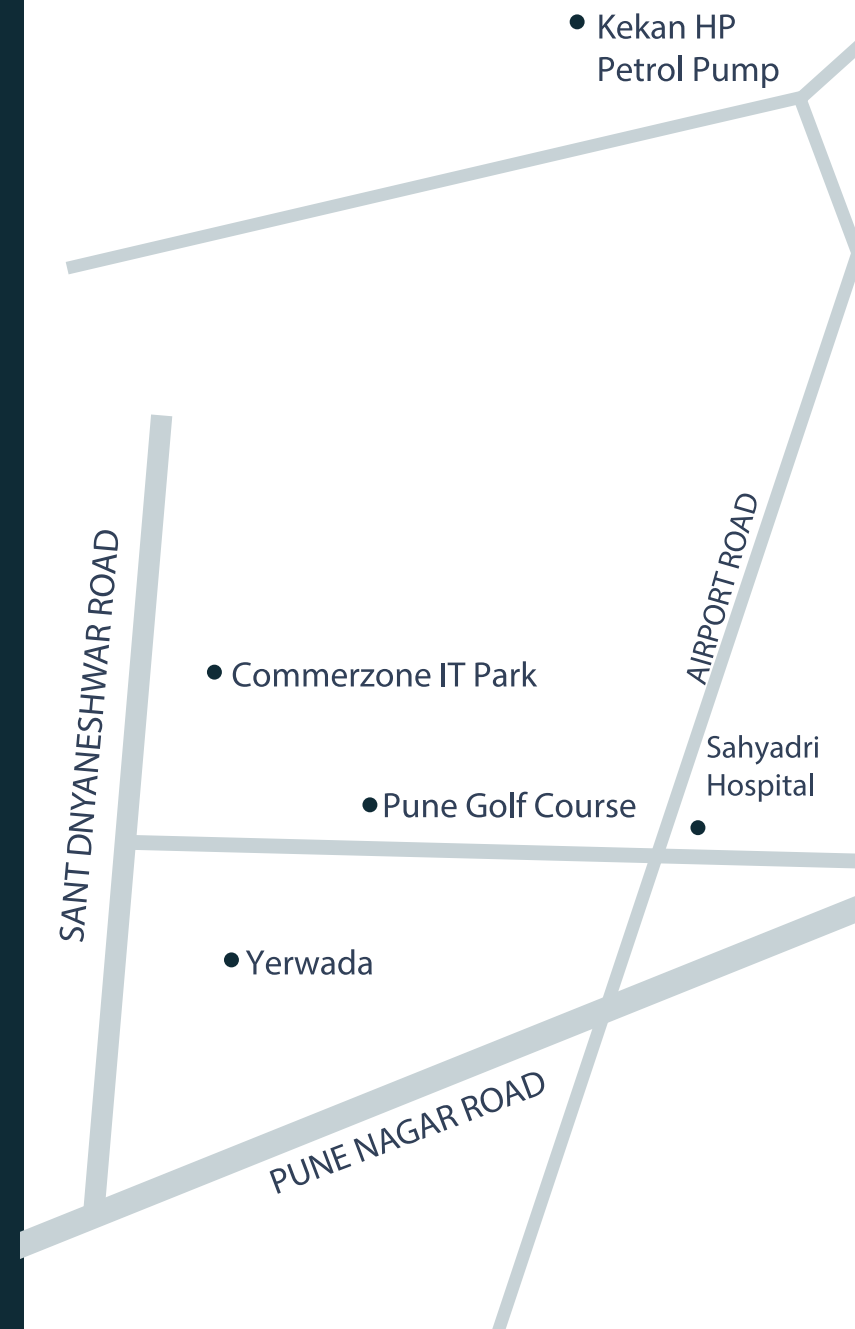 Kekan HP
Petrol Pump
AIRPORT ROAD
SANT DNYANESHWAR ROAD
Commerzone IT Park
Sahyadri
Hospital
Pune Golf Course
Yerwada
PUNE NAGAR ROAD